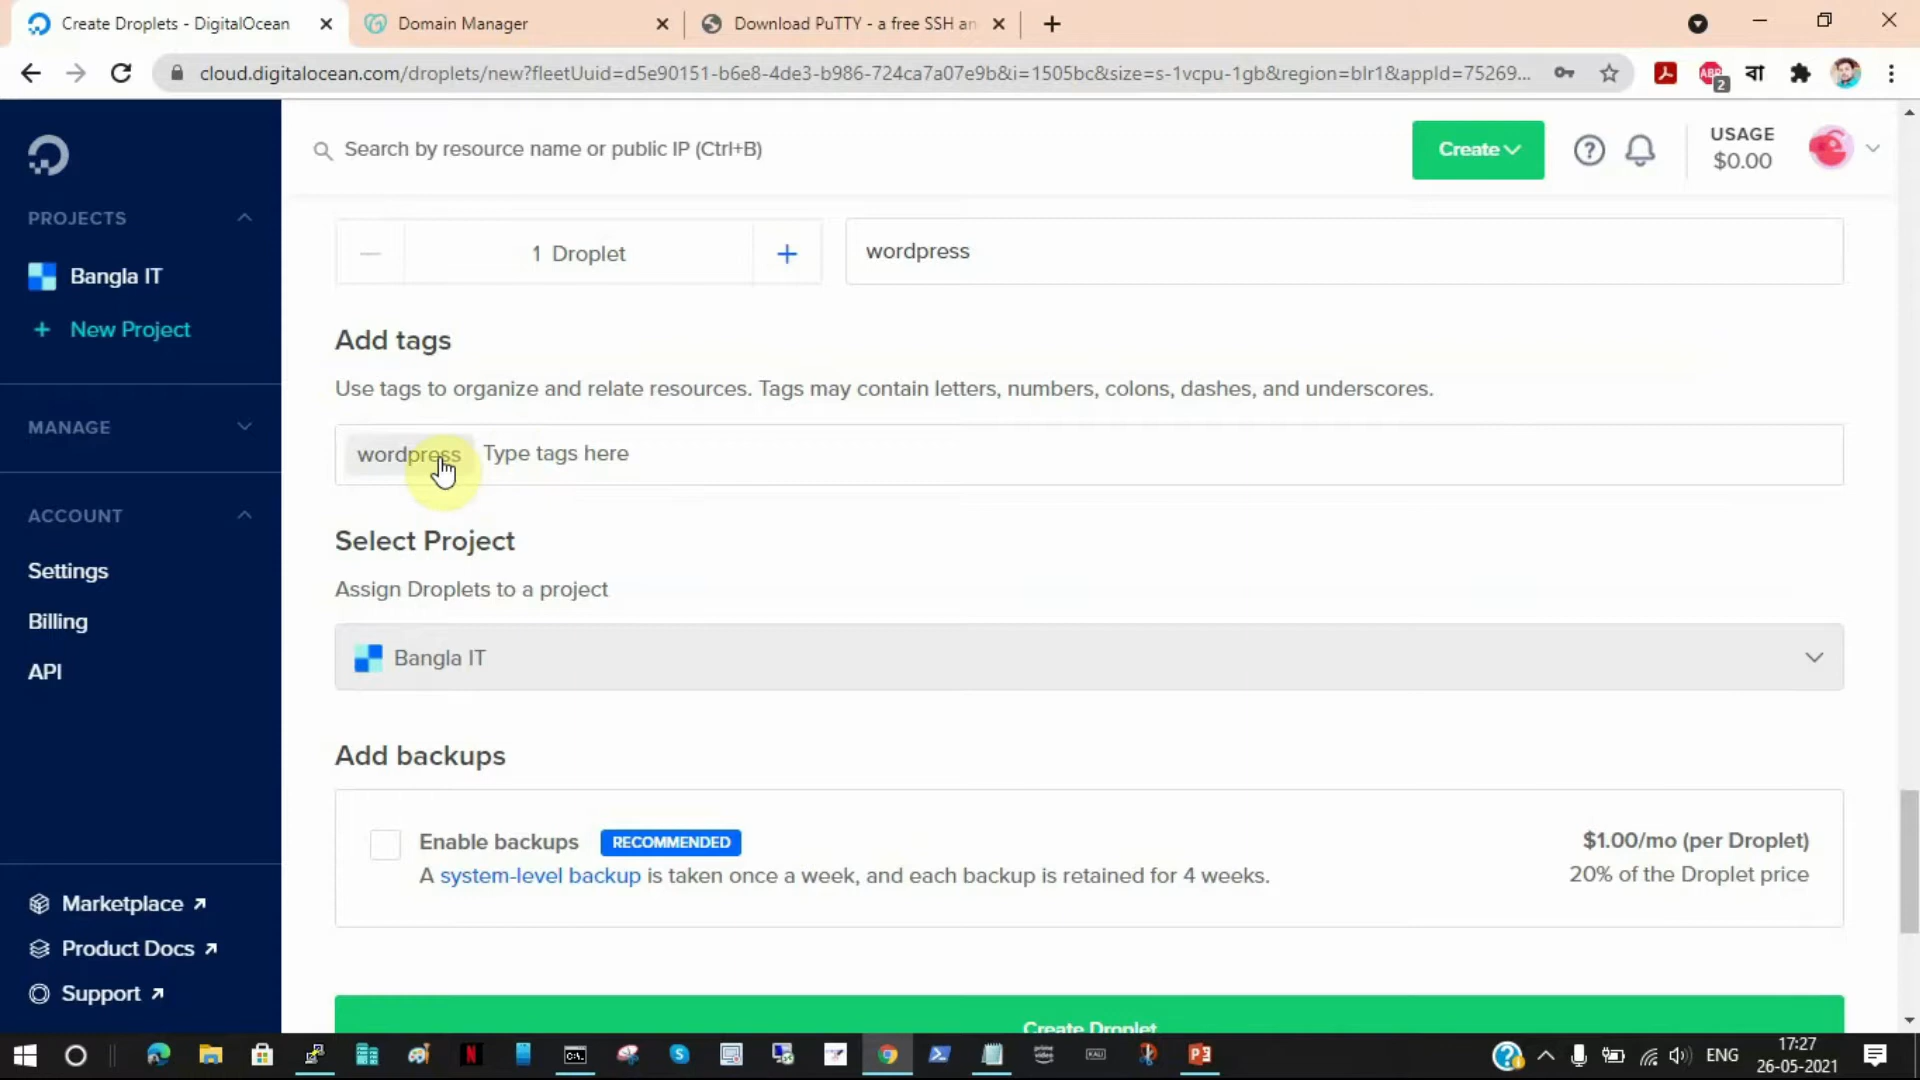 Create Droplets - DigitalOcean
Domain Manager
Download PuTTY - a free SSH an
cloud.digitalocean.com/droplets/new?fleetUuid=d5e90151-b6e8-4de3-b986-724ca7a07e9b&i=1505bc&size=s-1vcpu-1gb&region=blr1&appId=75269...
ABP
2
বা
Search by resource name or public IP (Ctrl+B)
Create
USAGE
$0.00
PROJECTS
Bangla IT
+ New Project
MANAGE
ACCOUNT
Settings
Billing
API
Marketplace
Product Docs
Support
1 Droplet
wordpress
Add tags
Use tags to organize and relate resources. Tags may contain letters, numbers, colons, dashes, and underscores.
wordpress Type tags here
Select Project
Assign Droplets to a project
Bangla IT
Add backups
Enable backups RECOMMENDED
$1.00/mo (per Droplet)
A system-level backup is taken once a week, and each backup is retained for 4 weeks.
20% of the Droplet price
Create Droplet
ENG
17:27
26-05-2021